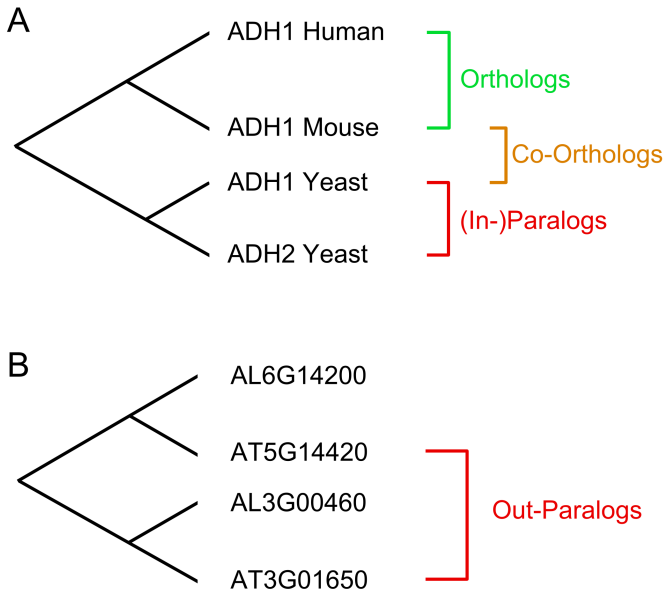 A
ADH1 Human
Orthologs
ADH1 Mouse
Co-Orthologs
ADH1 Yeast
(In-)Paralogs
ADH2 Yeast
B
AL6G14200
AT5G14420
AL3G00460
Out-Paralogs
AT3G01650